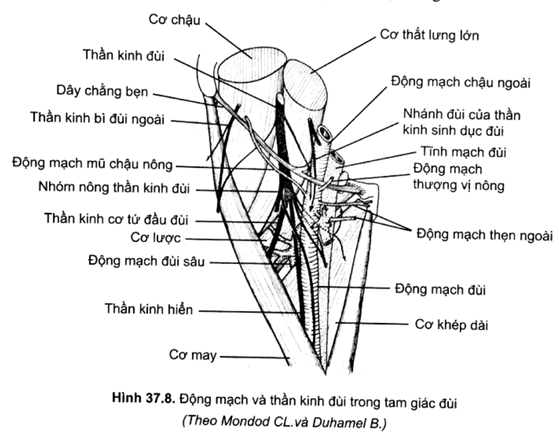 Cơ chậu
Cơ thắt lưng lớn
Thần kinh đùi
Động mạch chậu ngoài
Dây chằng bẹn
Nhánh đùi của thần
kinh sinh dục đùi
Thần kinh bì đùi ngoài
Tĩnh mạch đùi
Động mạch mũ chậu nông
Động mạch
thượng vị nông
Nhóm nông thần kinh đùi
Thần kinh cơ tứ đầu đùi
Động mạch thẹn ngoài
Cơ lược
Động mạch đùi sâu
Động mạch đùi
Thần kinh hiển
Cơ khép dài
Cơ may
Hình 37.8. Động mạch và thần kinh đùi trong tam giác đùi
(Theo Mondod CL.và Duhamel B.)